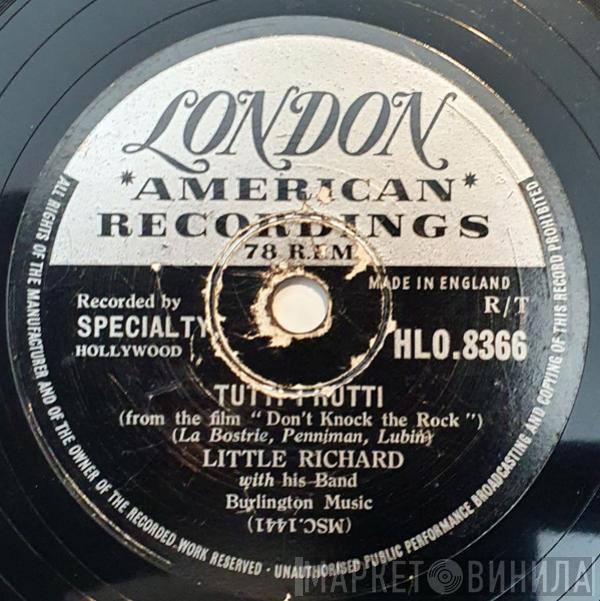 LONDON
*AMERICAN*
RECORDINGS
78 R.P.M
MADE IN ENGLAND
R/T
Recorded by
SPECIALTY
HOLLYWOOD
HLO.8366
TUTTI FRUTTI
(from the film "Don't Knock the Rock")
(La Bostrie, Penniman, Lubin)
LITTLE RICHARD
with his Band
Burlington Music
(MSC.1441)
ALL RIGHTS OF THE MANUFACTURER AND OF THE OWNER OF THE RECORDED WORK RESERVED - UNAUTHORISED PUBLIC PERFORMANCE BROADCASTING AND COPYING OF THIS RECORD PROHIBITED
МАРКЕТ ВИНИЛА